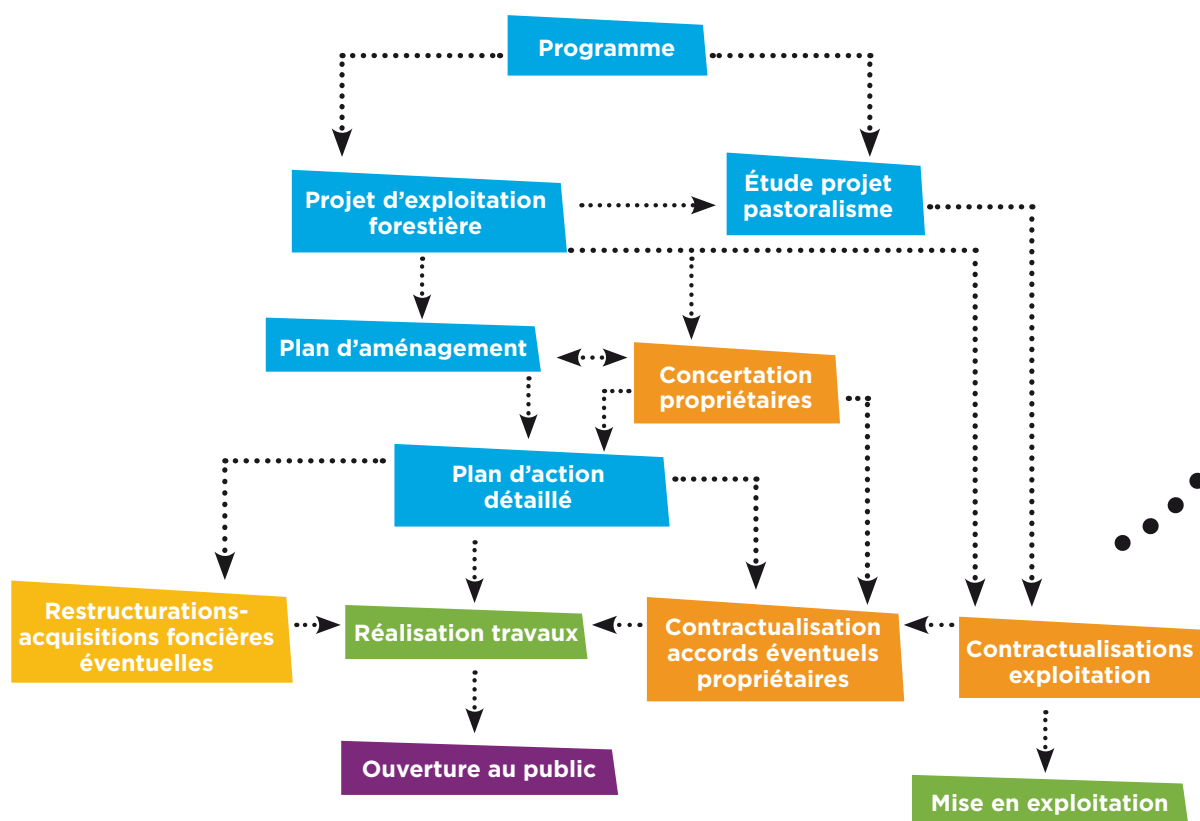 Programme
Projet d’exploitation
forestière
Étude projet
pastoralisme
Plan d’aménagement
Concertation
propriétaires
Plan d’action
détaillé
Restructurations-
acquisitions foncières
éventuelles
Réalisation travaux
Contractualisation
accords éventuels
propriétaires
Contractualisations
exploitation
Ouverture au public
Mise en exploitation